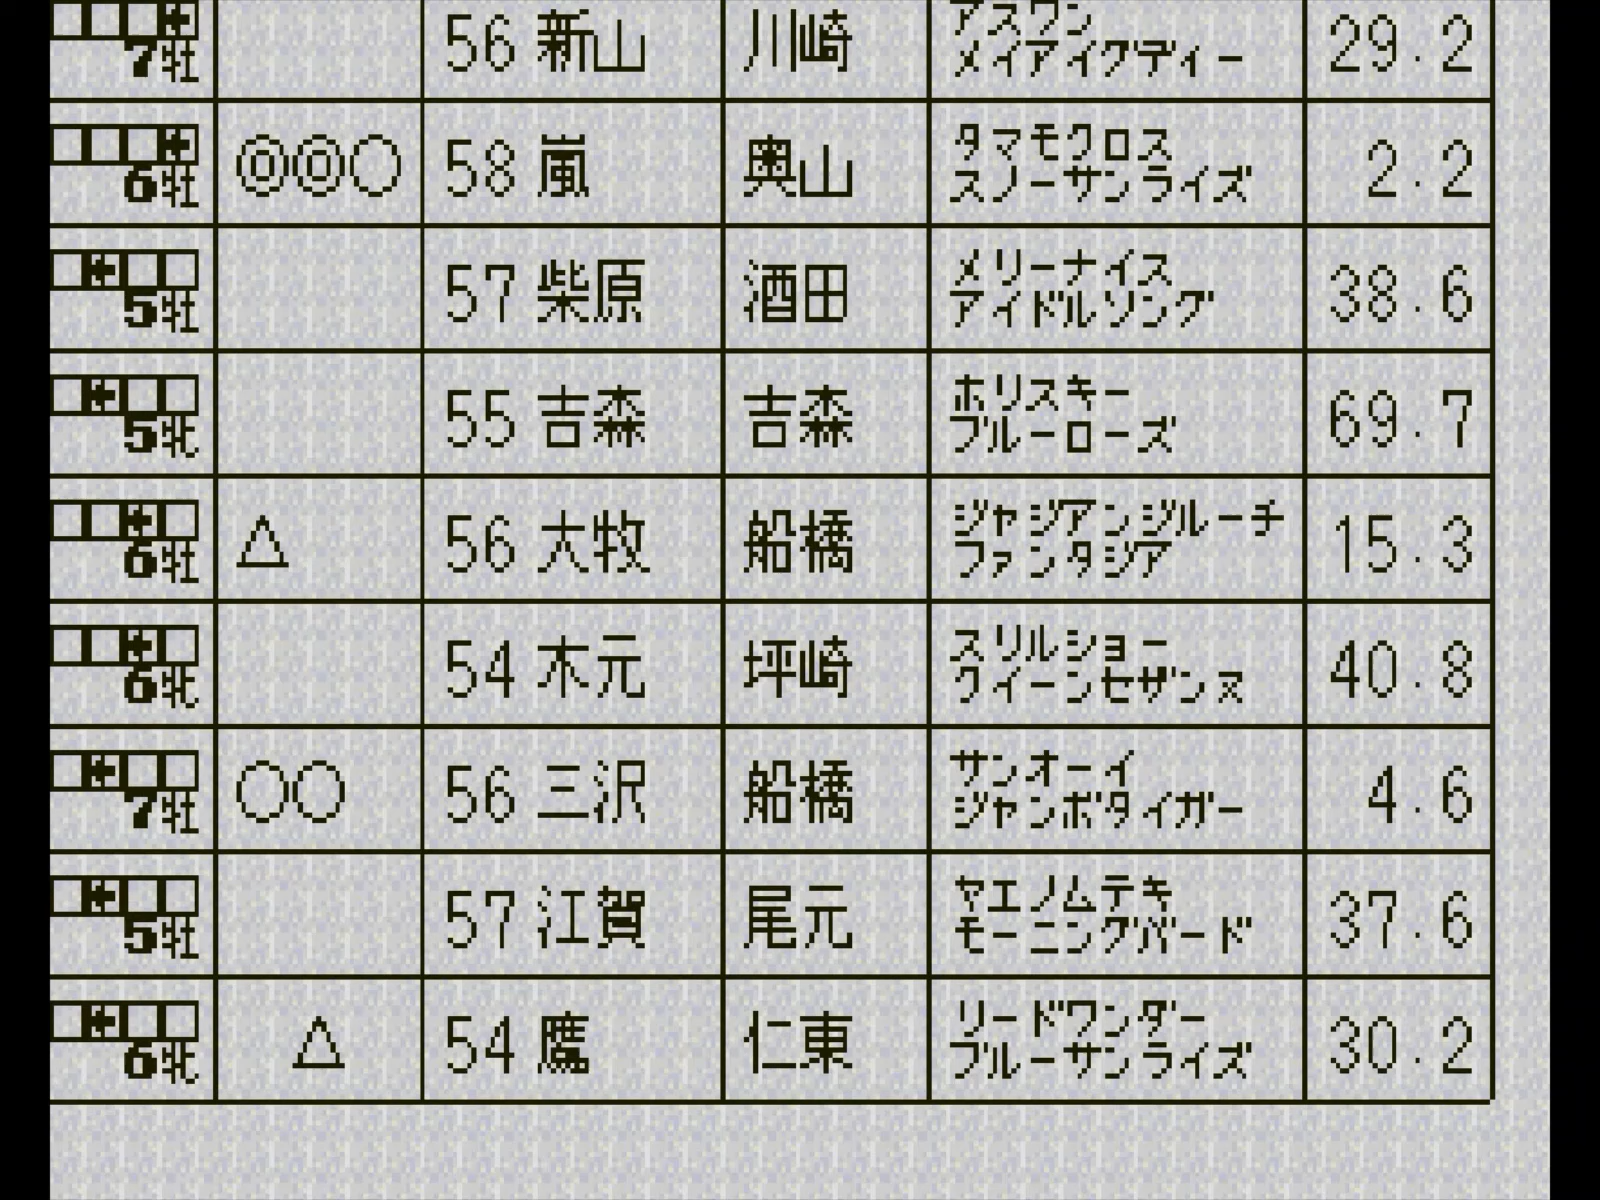 7牡 56 新山 川崎 アスワン 29.2
メイアイグディー
6牡 ◎◎○ 58 嵐 奥山 タマモクロス 2.2
スノーサンライズ
5牡 57 柴原 酒田 メリーナイス 38.6
アイドルソング
5牝 55 吉森 吉森 ホリスキー 69.7
ブルーローズ
6牡 △ 56 大牧 船橋 ジャジアンジルーチ 15.3
ファンタジア
6牝 54 木元 坪崎 スリルショー 40.8
クイーンセザンヌ
7牡 ○○ 56 三沢 船橋 サンオーイ 4.6
ジャンボタイガー
5牡 57 江賀 尾元 ヤエノムテキ 37.6
モーニングバード
6牝 △ 54 鷹 仁東 リードワンダー 30.2
ブルーサンライズ